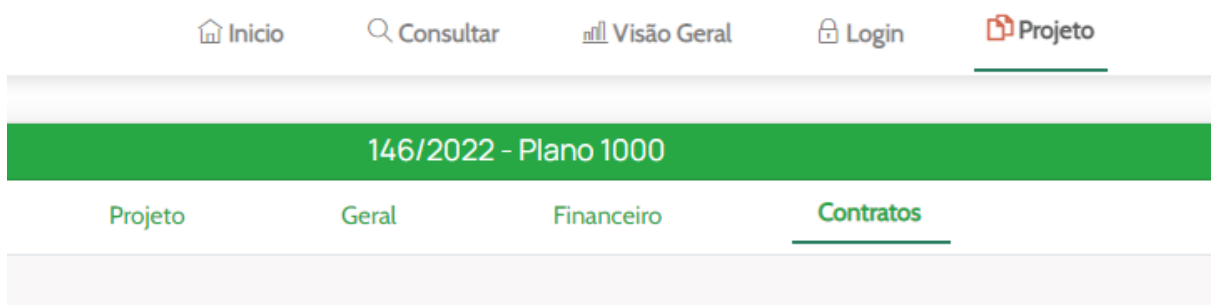 Inicio Consultar Visão Geral Login Projeto
146/2022 - Plano 1000
Projeto Geral Financeiro Contratos